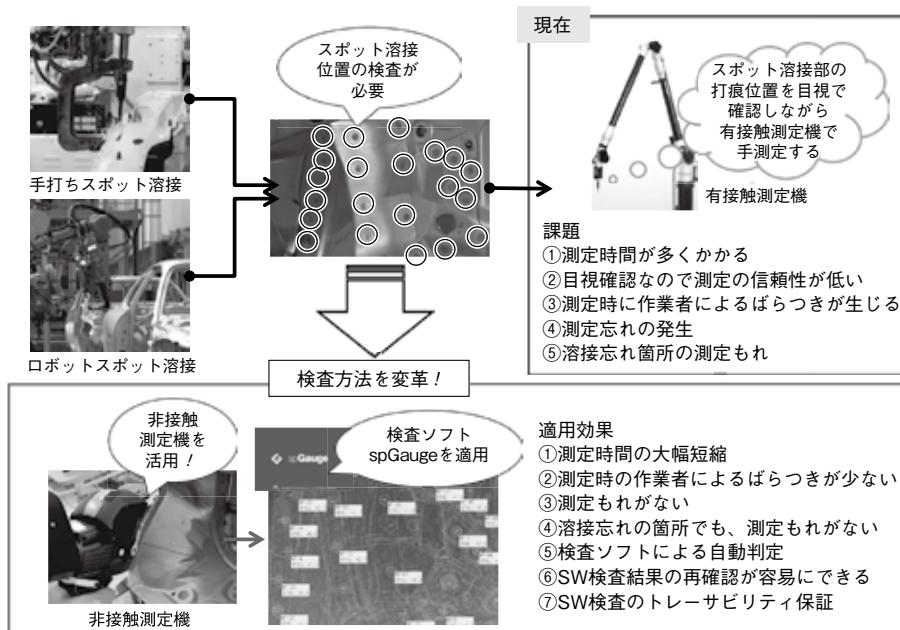 手打ちスポット溶接
ロボットスポット溶接
スポット溶接
位置の検査が
必要
現在
スポット溶接部の
打痕位置を目視で
確認しながら
有接触測定機で
手測定する
有接触測定機
課題
①測定時間が多くかかる
②目視確認なので測定の信頼性が低い
③測定時に作業者によるばらつきが生じる
④測定忘れの発生
⑤溶接忘れ箇所の測定もれ
検査方法を変革！
非接触
測定機を
活用！
非接触測定機
spGauge
検査ソフト
spGaugeを適用
適用効果
①測定時間の大幅短縮
②測定時の作業者によるばらつきが少ない
③測定もれがない
④溶接忘れの箇所でも、測定もれがない
⑤検査ソフトによる自動判定
⑥SW検査結果の再確認が容易にできる
⑦SW検査のトレーサビリティ保証